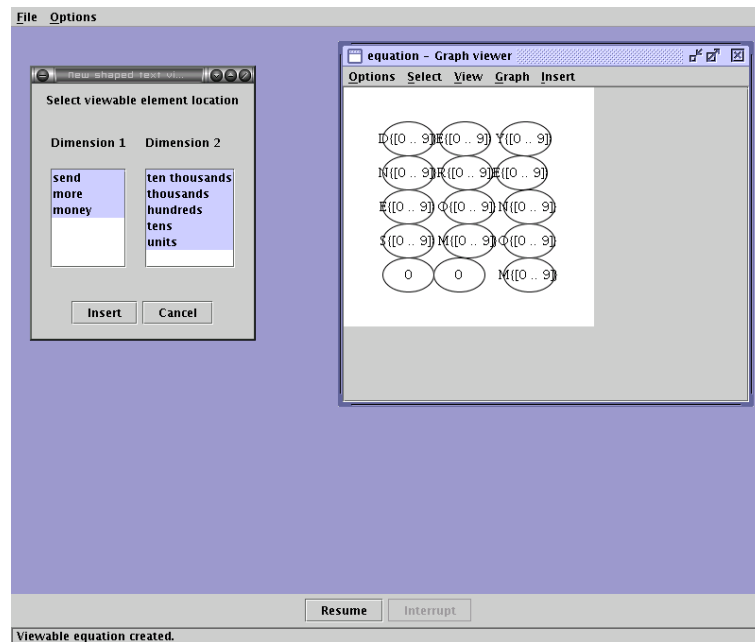 File Options
New shaped text vi...
Select viewable element location
Dimension 1 Dimension 2
send
more
money
ten thousands
thousands
hundreds
tens
units
Insert Cancel
equation - Graph viewer
Options Select View Graph Insert
D{[0 .. 9]} E{[0 .. 9]} Y{[0 .. 9]}
N{[0 .. 9]} R{[0 .. 9]} E{[0 .. 9]}
E{[0 .. 9]} O{[0 .. 9]} N{[0 .. 9]}
S{[0 .. 9]} M{[0 .. 9]} O{[0 .. 9]}
0 0 M{[0 .. 9]}
Resume Interrupt
Viewable equation created.